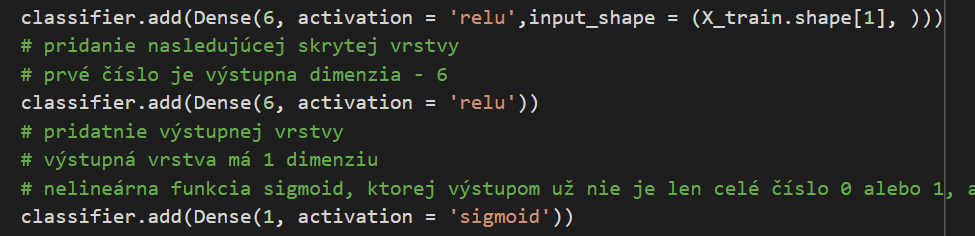 classifier.add(Dense(6, activation = 'relu',input_shape = (X_train.shape[1], )))
# pridanie nasledujúcej skrytej vrstvy
# prvé číslo je výstupna dimenzia - 6
classifier.add(Dense(6, activation = 'relu'))
# pridatnie výstupnej vrstvy
# výstupná vrstva má 1 dimenziu
# nelineárna funkcia sigmoid, ktorej výstupom už nie je len celé číslo 0 alebo 1,
classifier.add(Dense(1, activation = 'sigmoid'))